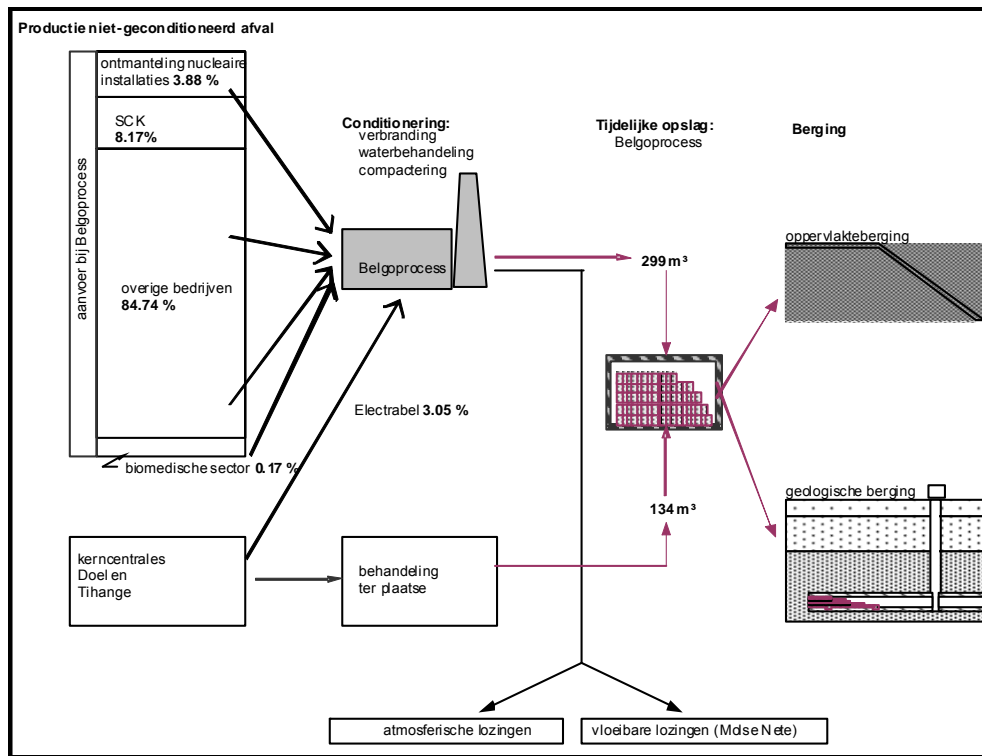 Productie niet-geconditioneerd afval
ontmanteling nucleaire
installaties 3.88 %
SCK
8.17%
aanvoer bij Belgoprocess
overige bedrijven
84.74 %
biomedische sector 0.17 %
Conditionering:
verbranding
waterbehandeling
compactering
Belgoprocess
Electrabel 3.05 %
kerncentrales
Doel en
Tihange
behandeling
ter plaatse
Tijdelijke opslag:
Belgoprocess
299 m³
134 m³
Berging
oppervlakteberging
geologische berging
atmosferische lozingen
vloeibare lozingen (Molse Nete)